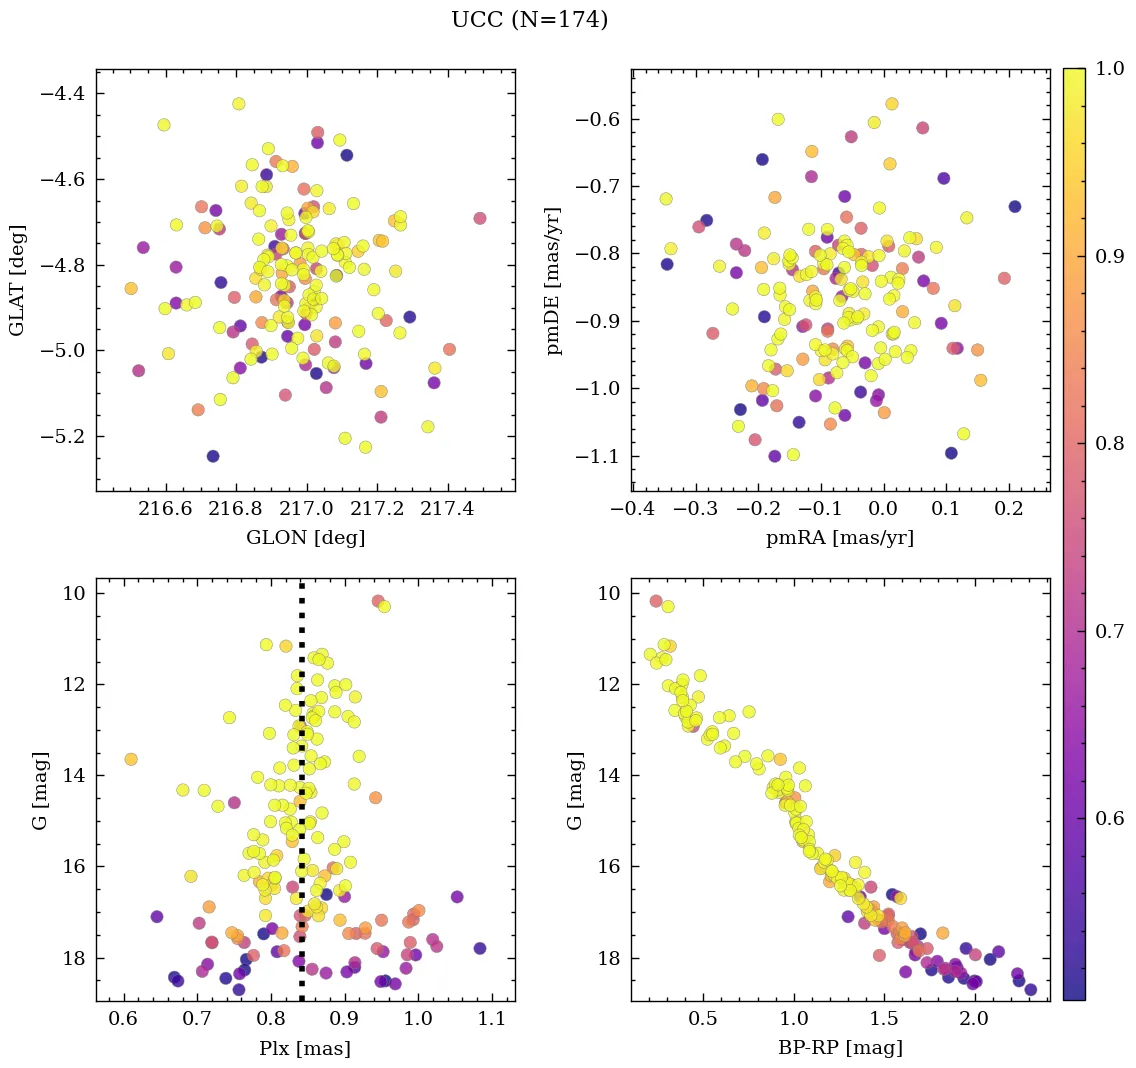 UCC (N=174)
−4.4
−4.6
−4.8
−5.0
−5.2
GLAT [deg]
216.6 216.8 217.0 217.2 217.4
GLON [deg]
−0.6
−0.7
−0.8
−0.9
−1.0
−1.1
pmDE [mas/yr]
−0.4 −0.3 −0.2 −0.1 0.0 0.1 0.2
pmRA [mas/yr]
1.0
0.9
0.8
0.7
0.6
10
12
14
16
18
G [mag]
0.6 0.7 0.8 0.9 1.0 1.1
Plx [mas]
10
12
14
16
18
G [mag]
0.5 1.0 1.5 2.0
BP-RP [mag]